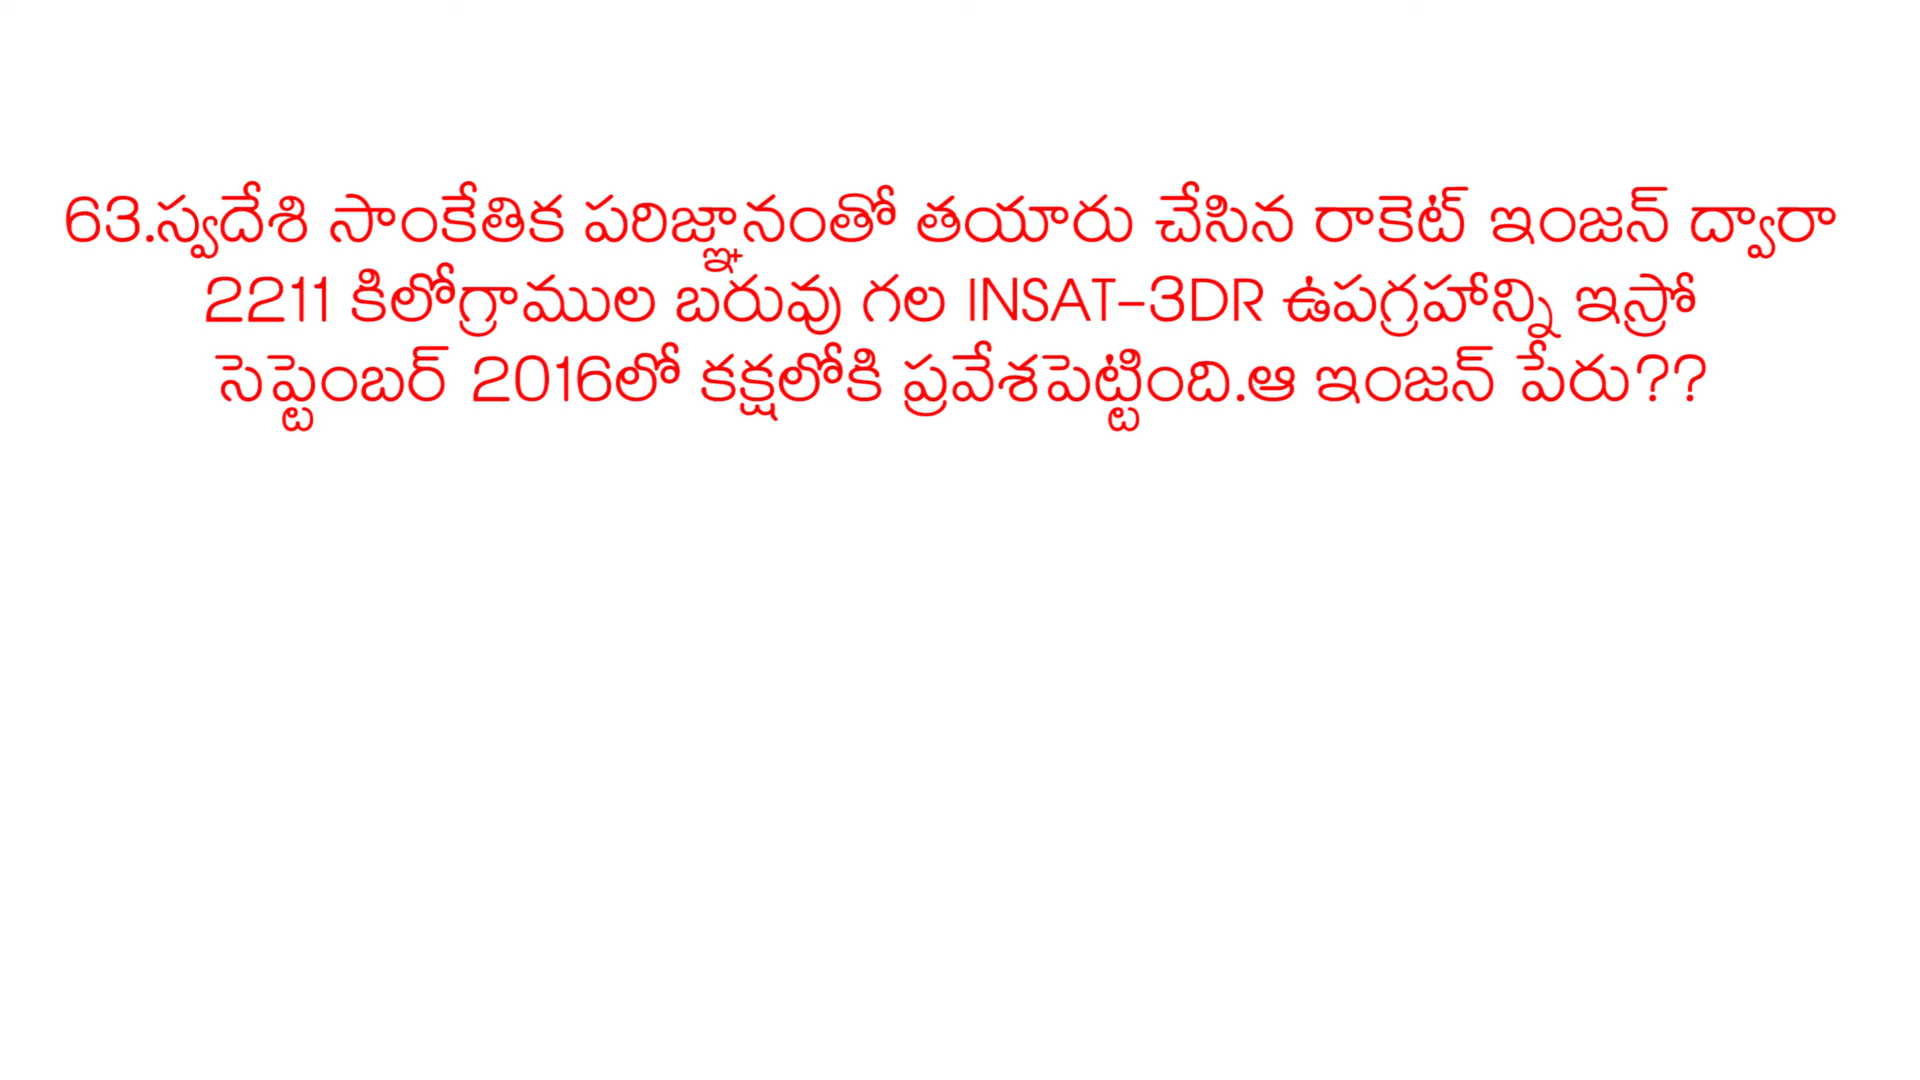 63.స్వదేశి సాంకేతిక పరిజ్ఞానంతో తయారు చేసిన రాకెట్ ఇంజన్ ద్వారా
2211 కిలోగ్రాముల బరువు గల INSAT-3DR ఉపగ్రహాన్ని ఇస్రో
సెప్టెంబర్ 2016లో కక్షలోకి ప్రవేశపెట్టింది.ఆ ఇంజన్ పేరు??